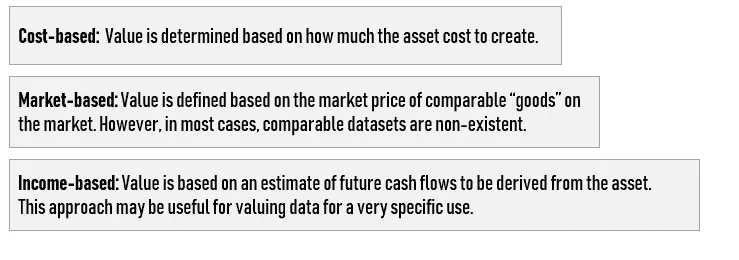 Cost-based: Value is determined based on how much the asset cost to create.
Market-based: Value is defined based on the market price of comparable “goods” on
the market. However, in most cases, comparable datasets are non-existent.
Income-based: Value is based on an estimate of future cash flows to be derived from the asset.
This approach may be useful for valuing data for a very specific use.